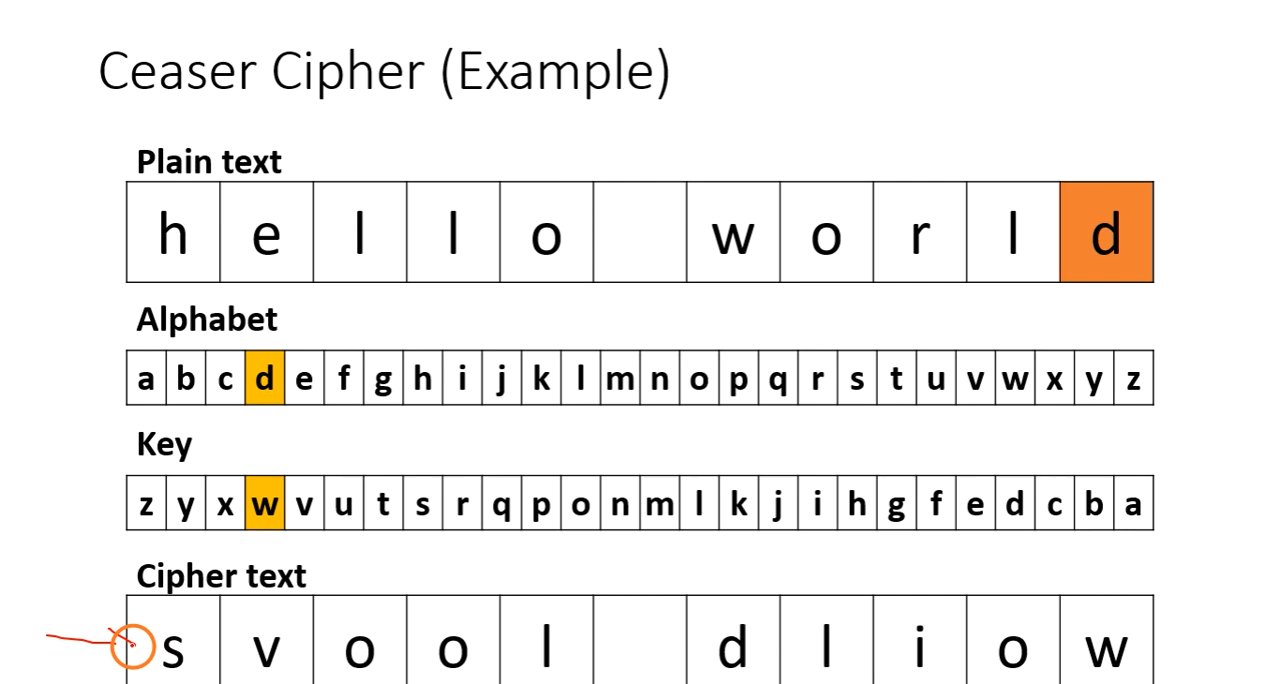 Ceaser Cipher (Example)
Plain text
h e l l o w o r l d
Alphabet
a b c d e f g h i j k l m n o p q r s t u v w x y z
Key
z y x w v u t s r q p o n m l k j i h g f e d c b a
Cipher text
s v o o l d l i o w